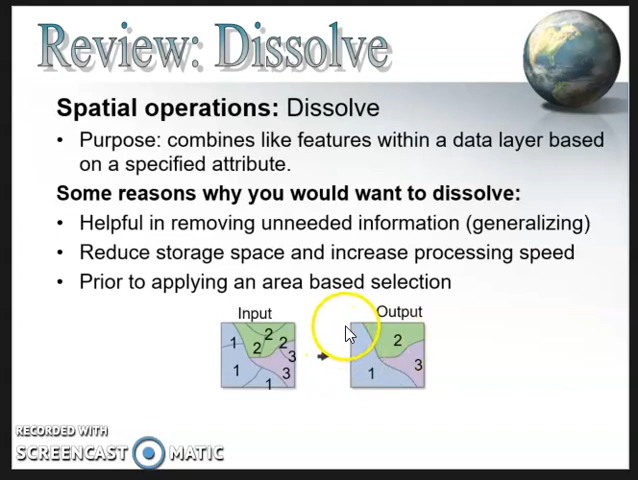 Review: Dissolve
Spatial operations: Dissolve
• Purpose: combines like features within a data layer based
on a specified attribute.
Some reasons why you would want to dissolve:
• Helpful in removing unneeded information (generalizing)
• Reduce storage space and increase processing speed
• Prior to applying an area based selection
Input
Output
1 2 2 2
1 3 3
1
2
1 3
RECORDED WITH
SCREENCAST MATIC